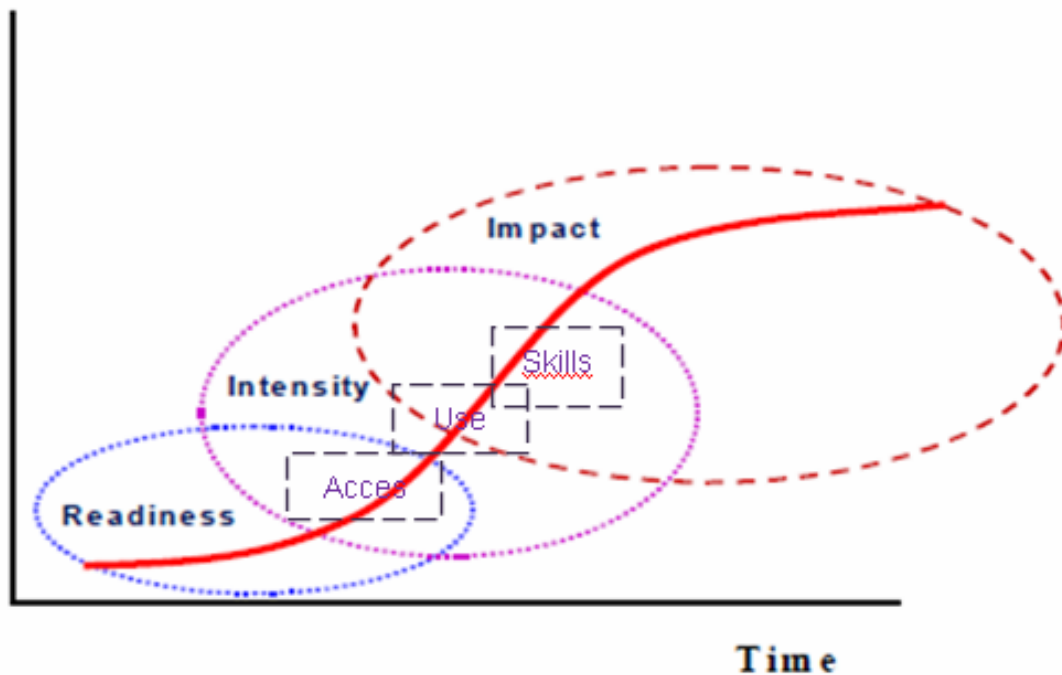 Impact
Skills
Intensity
Use
Acces
Readiness
Time